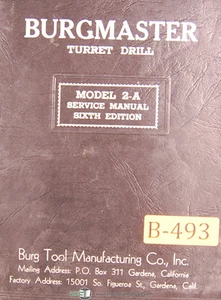 BURGMASTER
TURRET DRILL
MODEL 2-A
SERVICE MANUAL
SIXTH EDITION
B-493
Burg Tool Manufacturing Co., Inc.
Mailing Address: P.O. Box 311 Gardena, California
Factory Address: 15001 So. Figueroa St., Gardena, Calif.